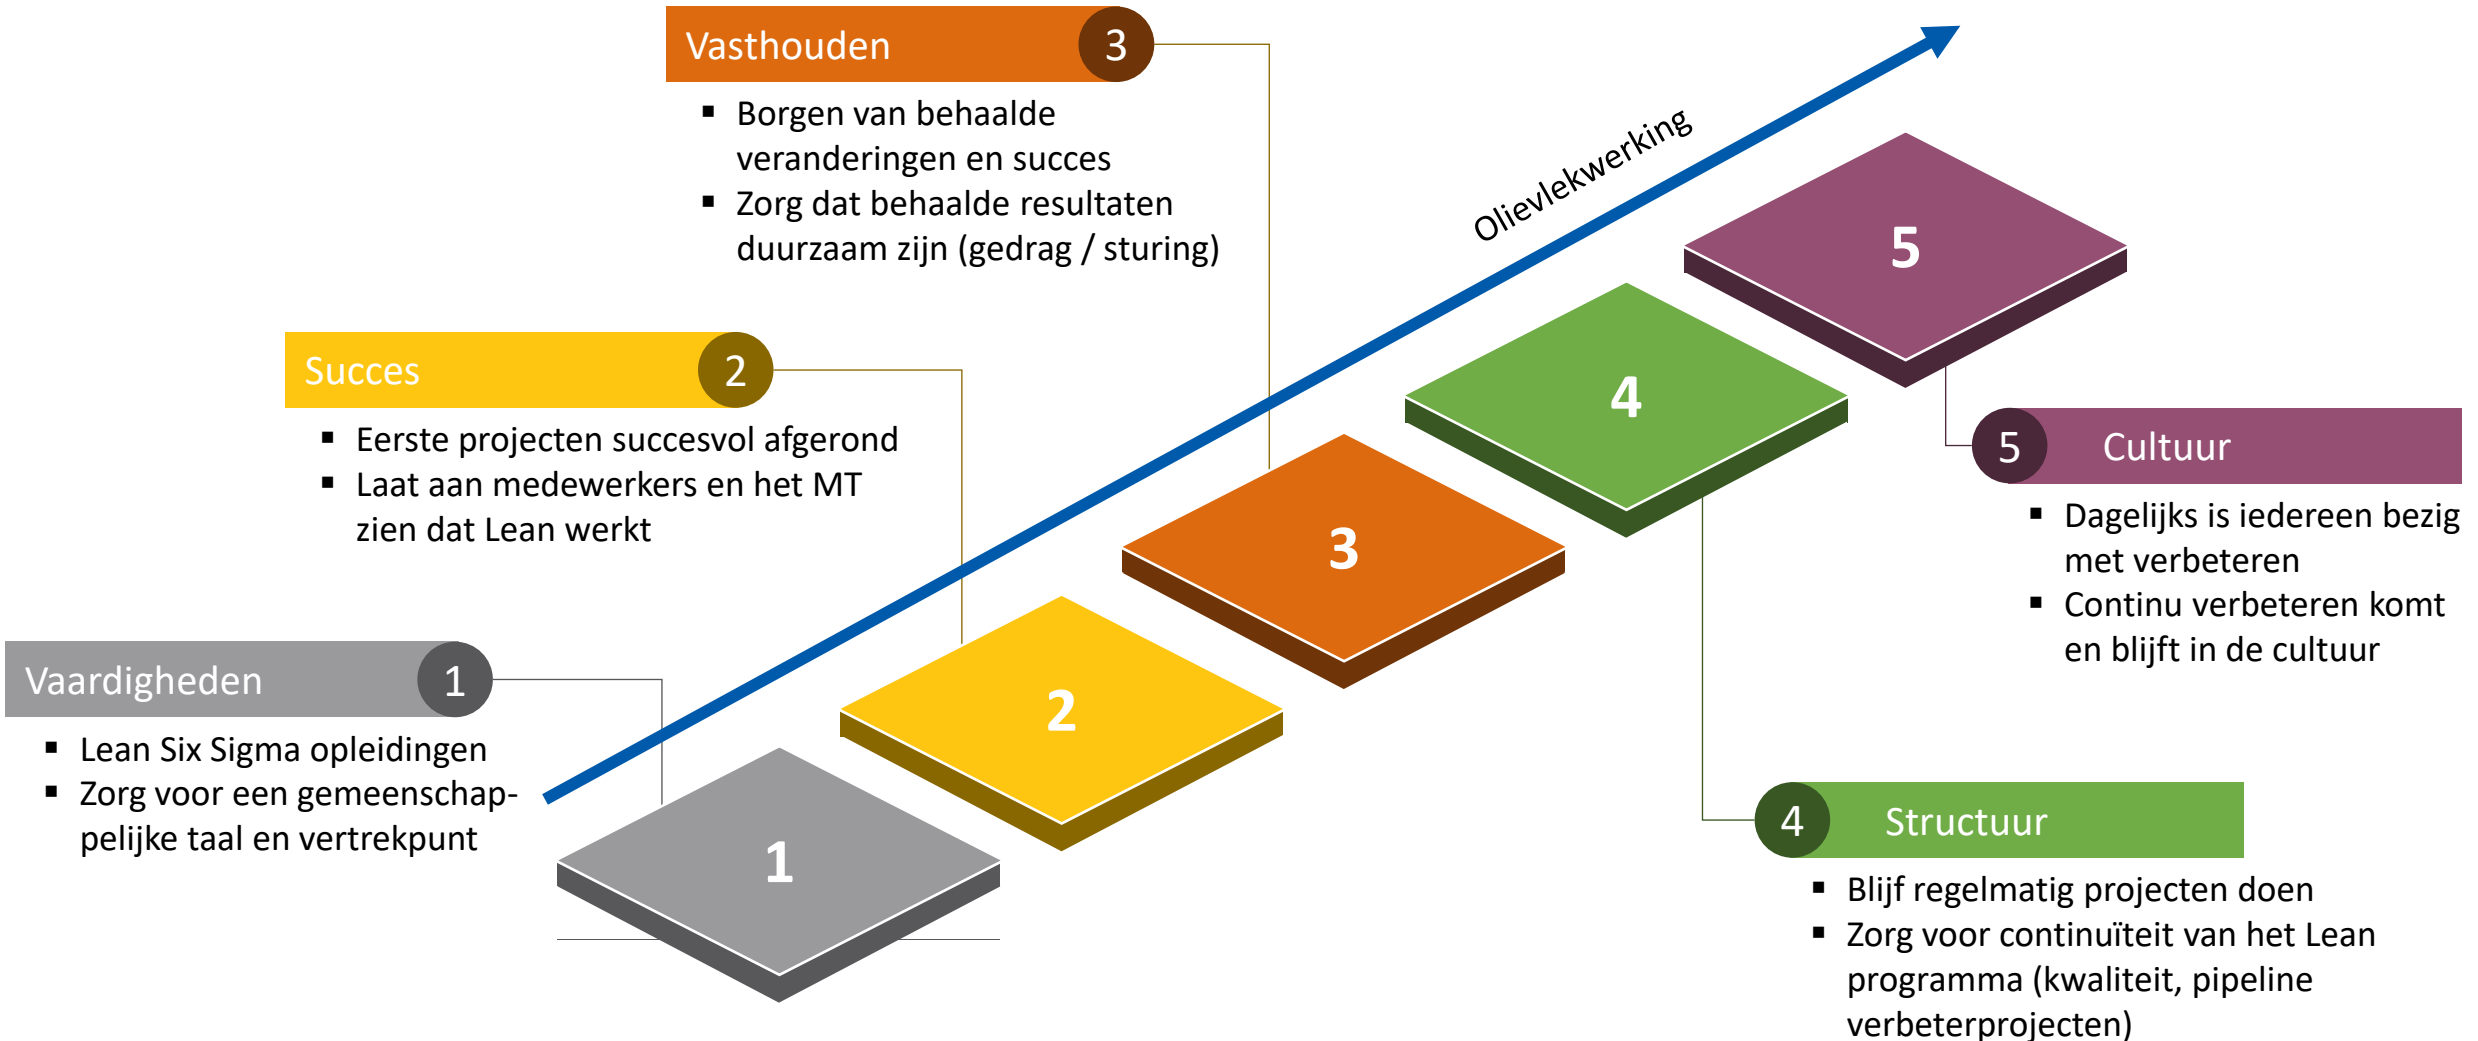 Vasthouden 3
▪ Borgen van behaalde
veranderingen en succes
▪ Zorg dat behaalde resultaten
duurzaam zijn (gedrag / sturing)
Succes 2
▪ Eerste projecten succesvol afgerond
▪ Laat aan medewerkers en het MT
zien dat Lean werkt
Vaardigheden 1
▪ Lean Six Sigma opleidingen
▪ Zorg voor een gemeenschap-
pelijke taal en vertrekpunt
Olievlekwerking
1
2
3
4
5
5 Cultuur
▪ Dagelijks is iedereen bezig
met verbeteren
▪ Continu verbeteren komt
en blijft in de cultuur
4 Structuur
▪ Blijf regelmatig projecten doen
▪ Zorg voor continuïteit van het Lean
programma (kwaliteit, pipeline
verbeterprojecten)